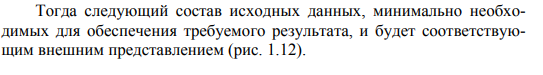 Тогда следующий состав исходных данных, минимально необхо-
димых для обеспечения требуемого результата, и будет соответствую-
щим внешним представлением (рис. 1.12).